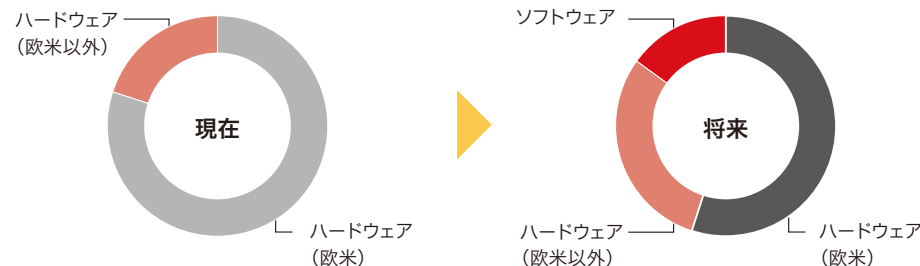 ハードウェア
（欧米以外）
現在
ハードウェア
（欧米）
ソフトウェア
将来
ハードウェア
（欧米以外）
ハードウェア
（欧米）